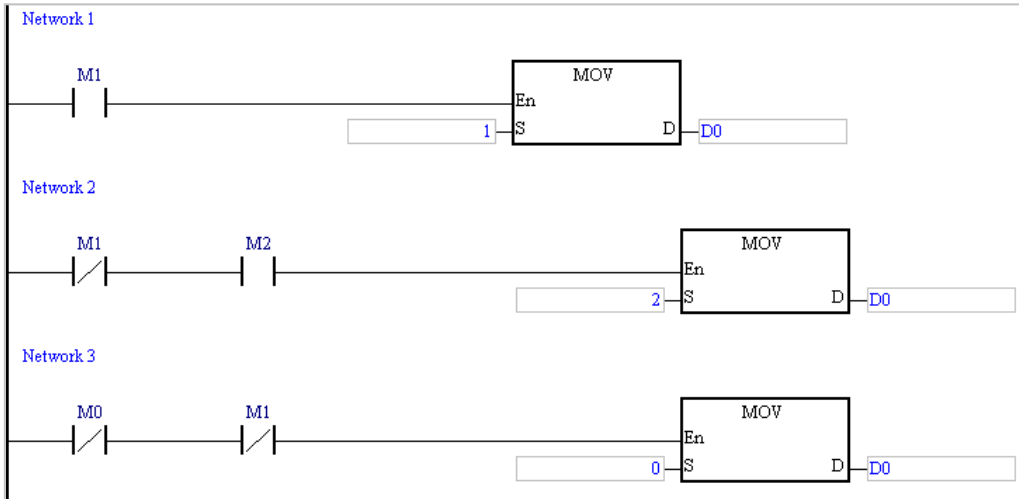 Network 1
M1
MOV
En
1 S D D0
Network 2
M1 M2
MOV
En
2 S D D0
Network 3
M0 M1
MOV
En
0 S D D0